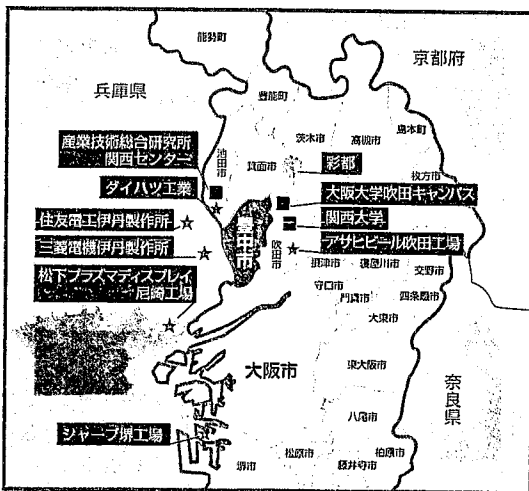 能勢町
京都府
兵庫県
豊能町
島本町
産業技術総合研究所
関西センター
池田市
茨木市
高槻市
箕面市
彩都
枚方市
ダイハツ工業
大阪大学吹田キャンパス
住友電工伊丹製作所
関西大学
豊中市
吹田市
アサヒビール吹田工場
三菱電機伊丹製作所
摂津市
寝屋川市
交野市
松下プラズマディスプレイ
尼崎工場
守口市
門真市
四條畷市
大東市
大阪市
東大阪市
奈良県
八尾市
シャープ堺工場
堺市
松原市
藤井寺市
柏原市